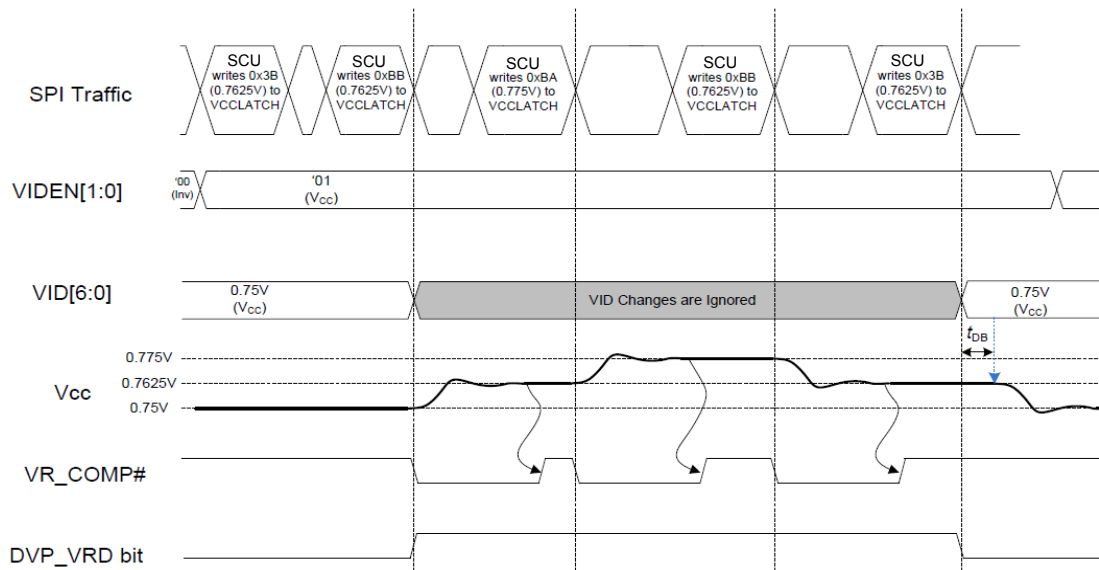 SPI Traffic
SCU
writes 0x3B
(0.7625V) to
VCCLATCH
SCU
writes 0xBB
(0.7625V) to
VCCLATCH
SCU
writes 0xBA
(0.775V) to
VCCLATCH
SCU
writes 0xBB
(0.7625V) to
VCCLATCH
SCU
writes 0x3B
(0.7625V) to
VCCLATCH
VIDEN[1:0]
'00
(Inv)
'01
(VCC)
VID[6:0]
0.75V
(VCC)
VID Changes are Ignored
0.75V
(VCC)
tDB
Vcc
0.775V
0.7625V
0.75V
VR_COMP#
DVP_VRD bit